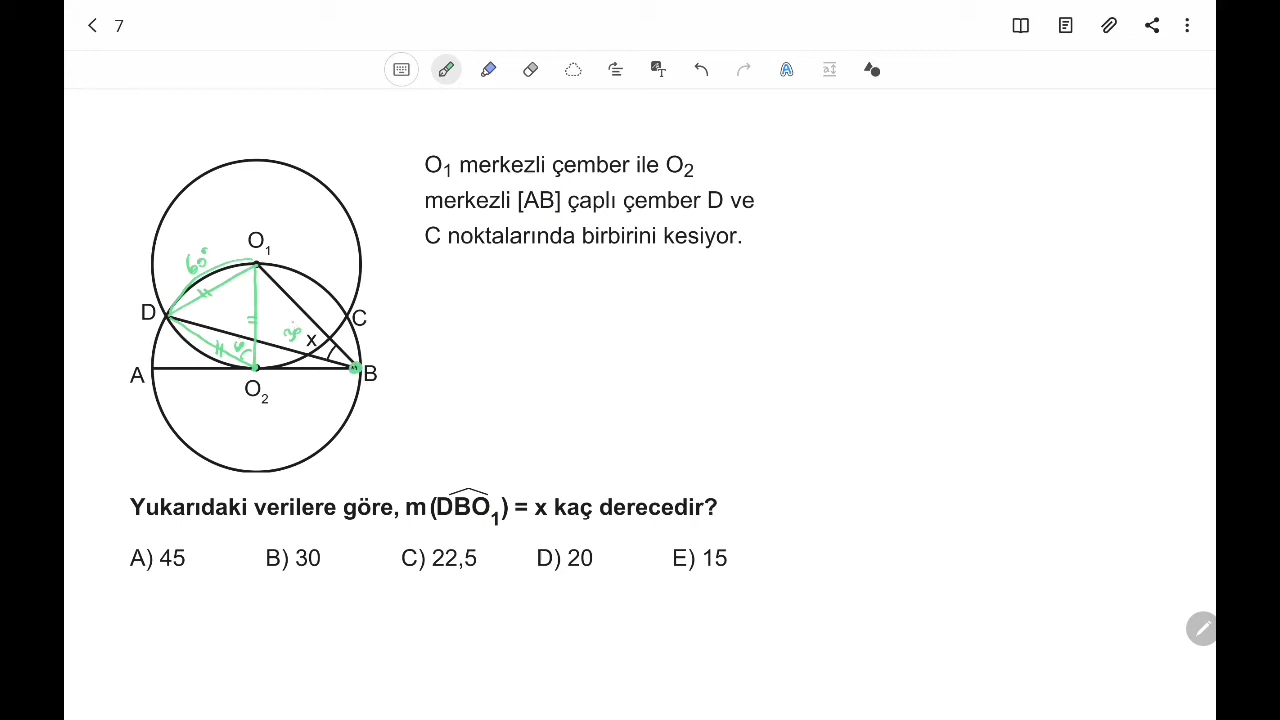 7
O₁ merkezli çember ile O₂
merkezli [AB] çaplı çember D ve
C noktalarında birbirini kesiyor.
O₁
60°
D
C
x
A
O₂
B
Yukarıdaki verilere göre, m(DBO₁) = x kaç derecedir?
A) 45 B) 30 C) 22,5 D) 20 E) 15